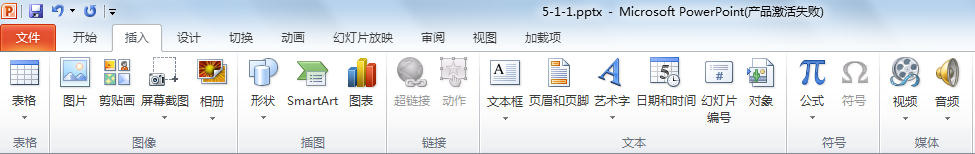 5-1-1.pptx - Microsoft PowerPoint(产品激活失败)
文件 开始 插入 设计 切换 动画 幻灯片放映 审阅 视图 加载项
表格 图片 剪贴画 屏幕截图 相册 形状 SmartArt 图表 超链接 动作 文本框 页眉和页脚 艺术字 日期和时间 幻灯片 对象 公式 符号 视频 音频
编号
表格 图像 插图 链接 文本 符号 媒体